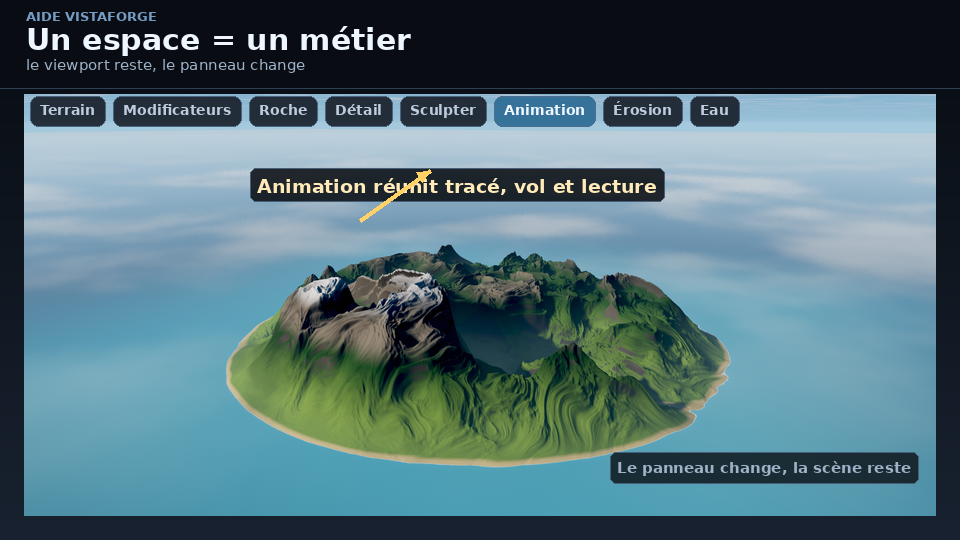 AIDE VISTAFORGE
Un espace = un métier
le viewport reste, le panneau change
Terrain Modificateurs Roche Détail Sculpter Animation Érosion Eau
Animation réunit tracé, vol et lecture
Le panneau change, la scène reste